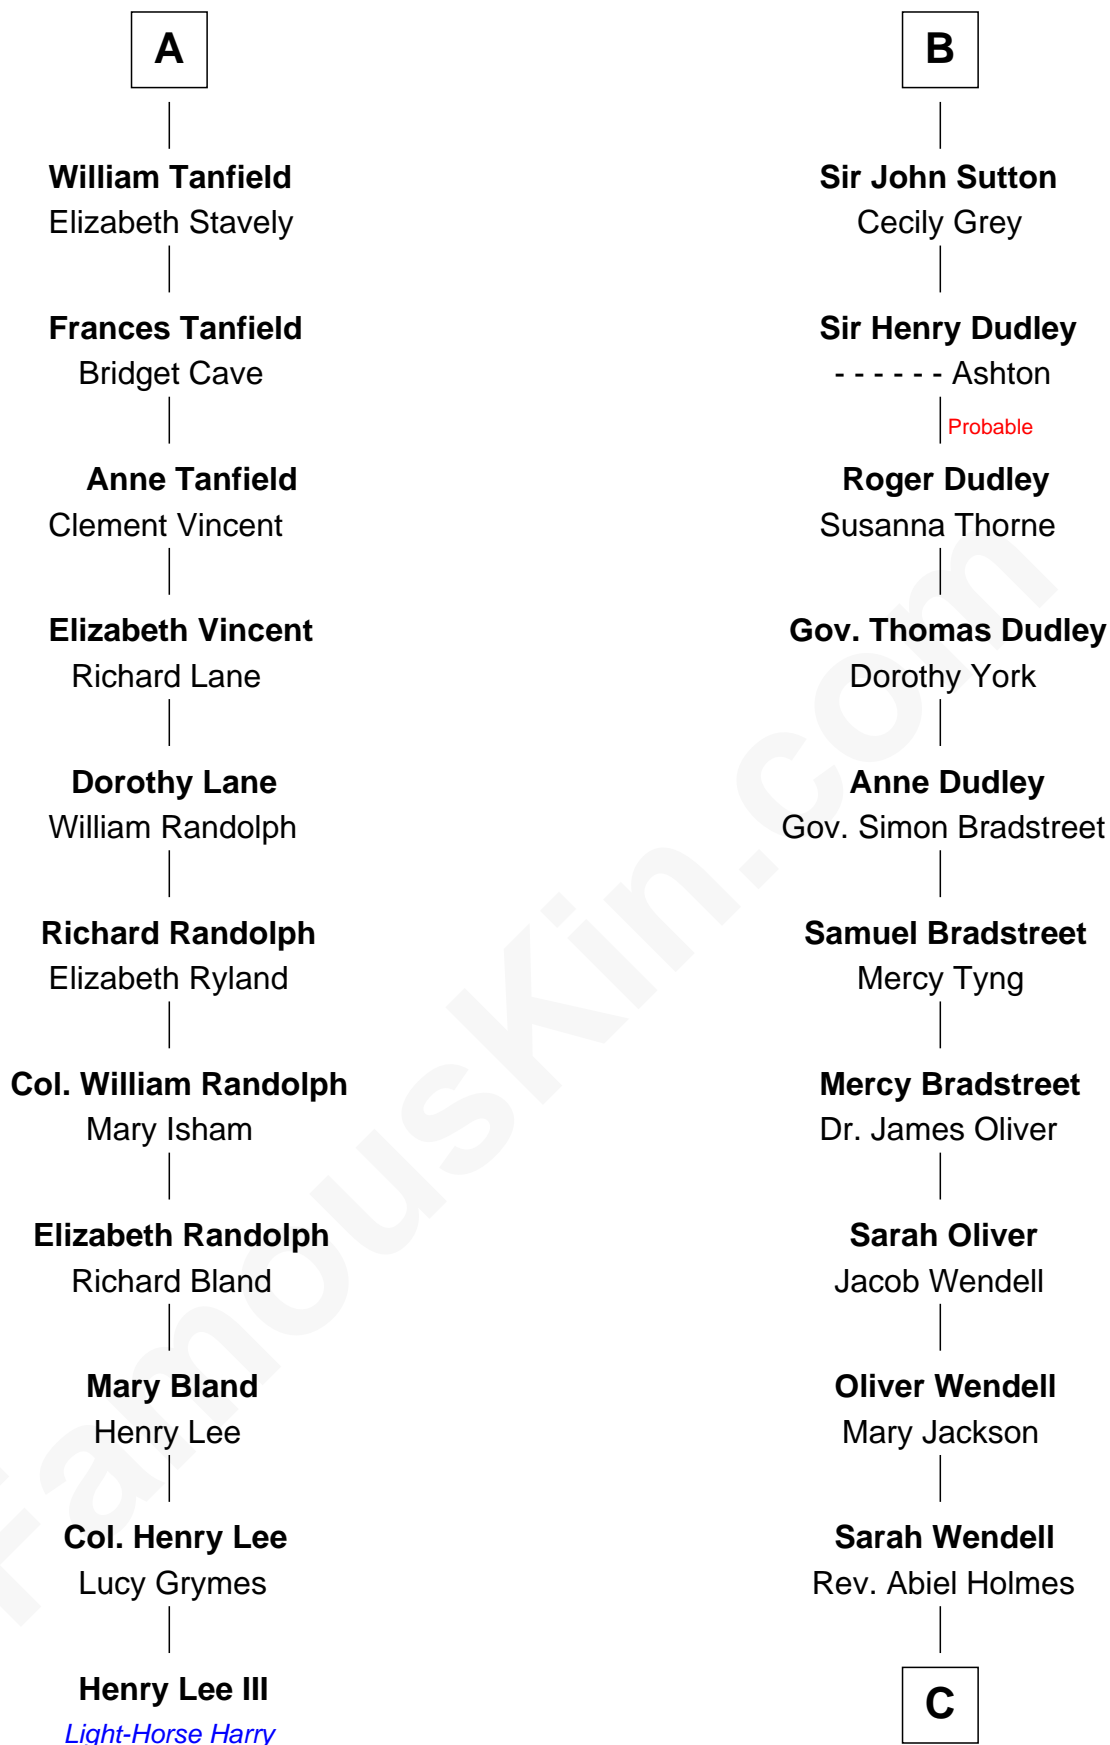 A
William Tanfield
Elizabeth Stavely
Frances Tanfield
Bridget Cave
Anne Tanfield
Clement Vincent
Elizabeth Vincent
Richard Lane
Dorothy Lane
William Randolph
Richard Randolph
Elizabeth Ryland
Col. William Randolph
Mary Isham
Elizabeth Randolph
Richard Bland
Mary Bland
Henry Lee
Col. Henry Lee
Lucy Grymes
Henry Lee III
Light-Horse Harry
B
Sir John Sutton
Cecily Grey
Sir Henry Dudley
- - - - - - Ashton
Probable
Roger Dudley
Susanna Thorne
Gov. Thomas Dudley
Dorothy York
Anne Dudley
Gov. Simon Bradstreet
Samuel Bradstreet
Mercy Tyng
Mercy Bradstreet
Dr. James Oliver
Sarah Oliver
Jacob Wendell
Oliver Wendell
Mary Jackson
Sarah Wendell
Rev. Abiel Holmes
C
FamousKin.com